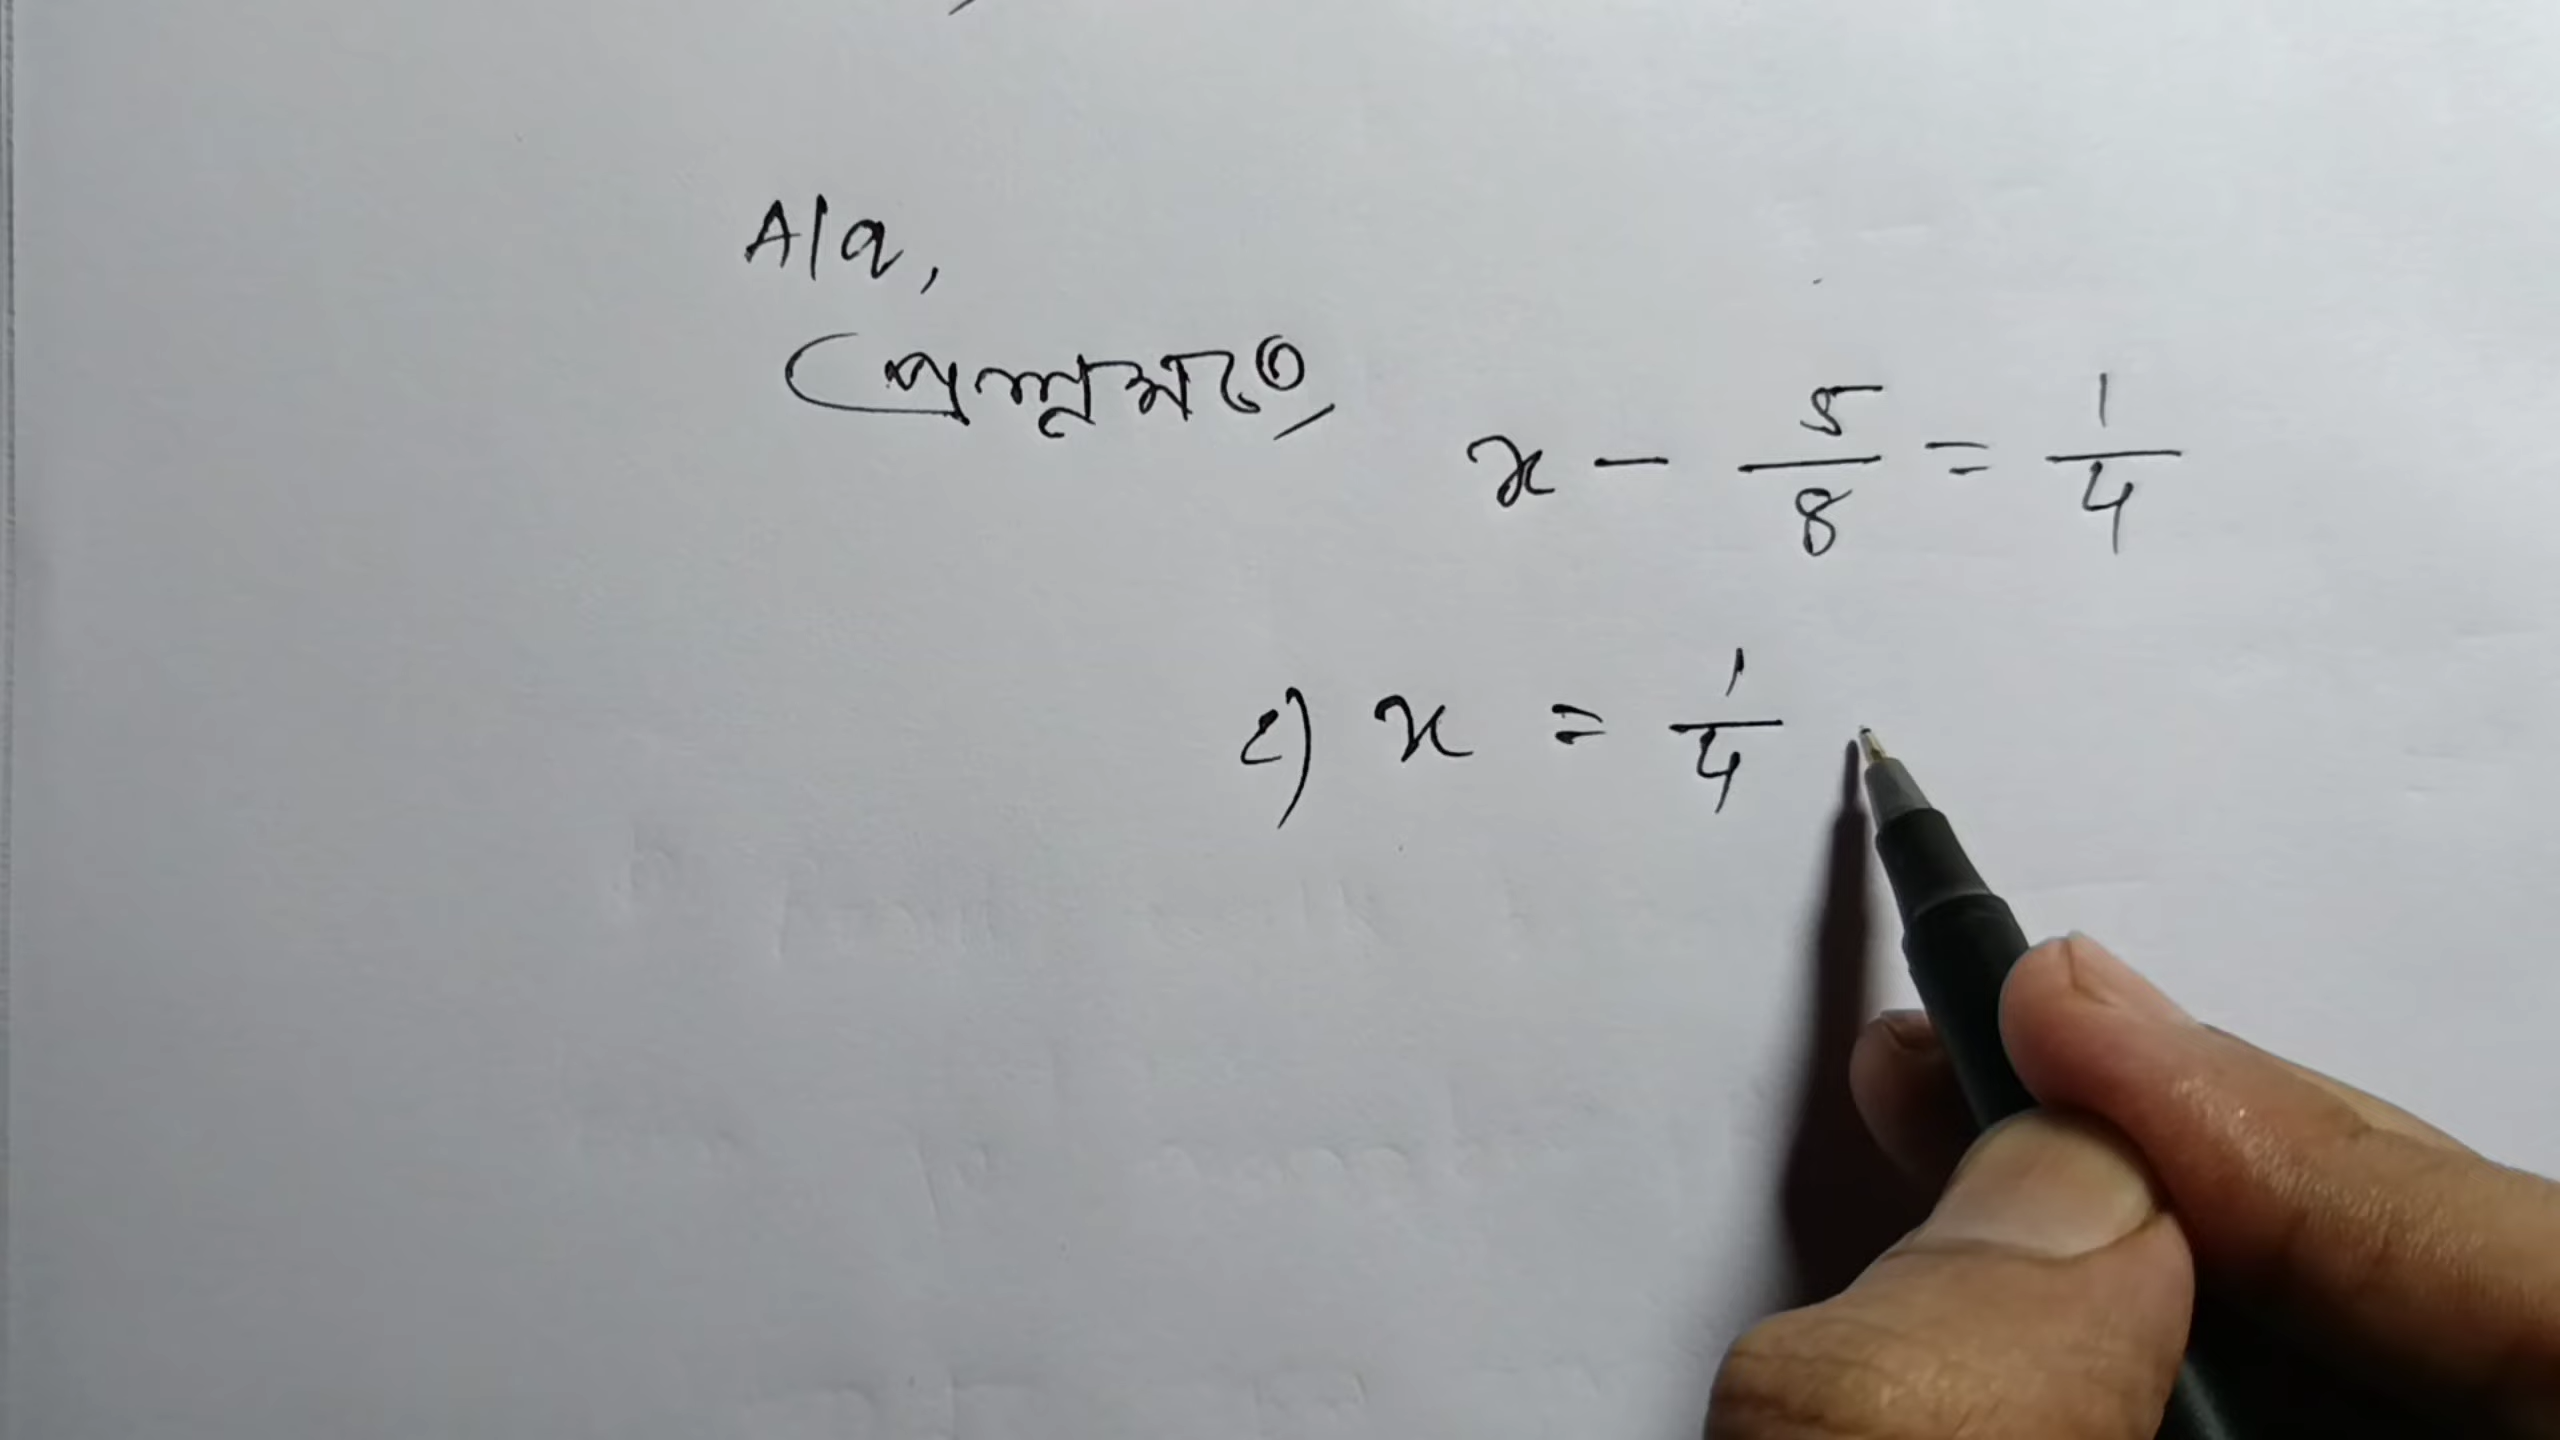 A/q,
প্রশ্নমতে,
x - 5/8 = 1/4
=) x = 1/4